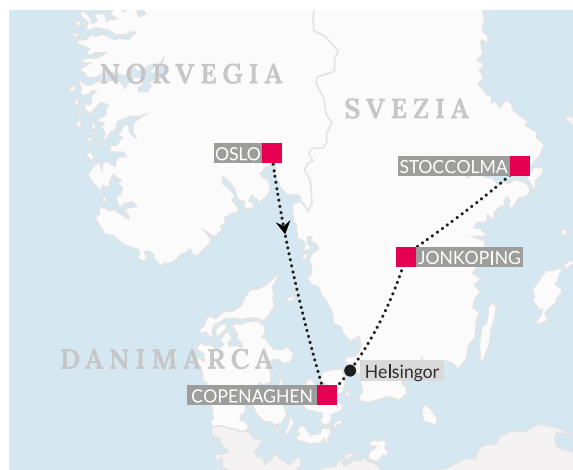 NORVEGIA
SVEZIA
OSLO
STOCCOLMA
JONKOPING
DANIMARCA
Helsingor
COPENAGHEN